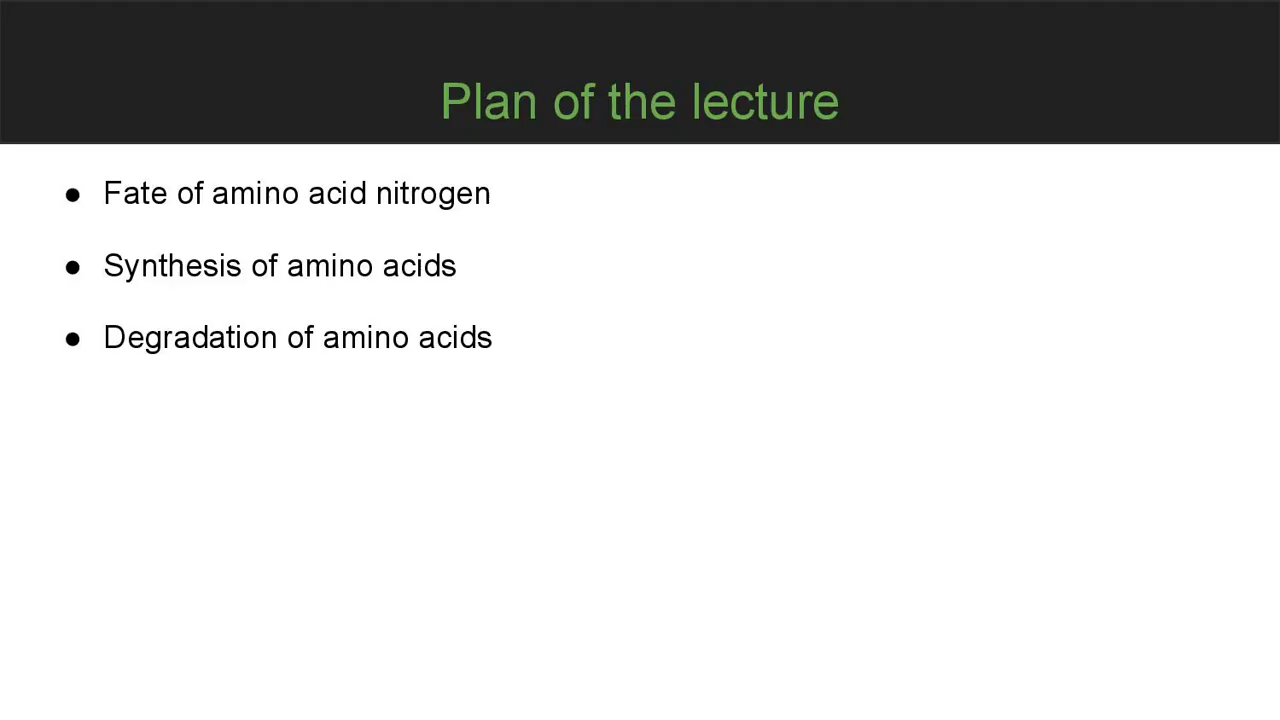 Plan of the lecture
● Fate of amino acid nitrogen
● Synthesis of amino acids
● Degradation of amino acids